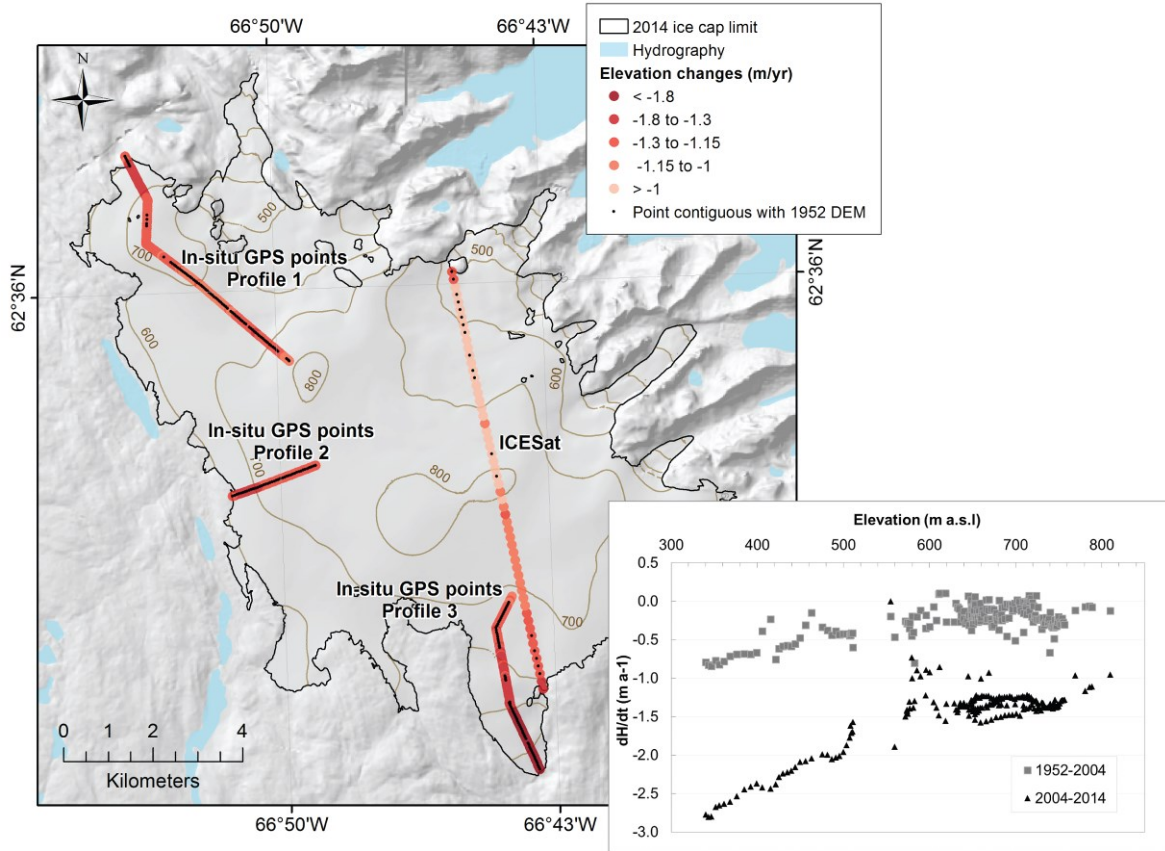 66°50'W
66°43'W
N
2014 ice cap limit
Hydrography
Elevation changes (m/yr)
< -1.8
-1.8 to -1.3
-1.3 to -1.15
-1.15 to -1
> -1
Point contiguous with 1952 DEM
500
500
700
In-situ GPS points
Profile 1
62°36'N
62°36'N
600
800
600
In-situ GPS points
Profile 2
700
ICESat
800
In-situ GPS points
Profile 3
700
0 2 4
Kilometers
66°50'W
66°43'W
Elevation (m a.s.l)
300 400 500 600 700 800
0.5
0.0
-0.5
-1.0
-1.5
-2.0
-2.5
-3.0
dH/dt (m a-1)
1952-2004
2004-2014